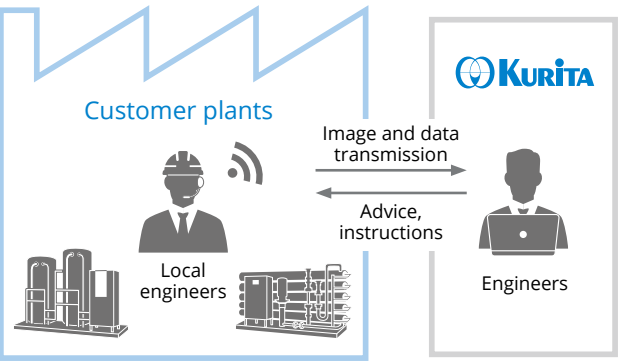 KURITA
Customer plants
Image and data
transmission
Advice,
instructions
Local
engineers
Engineers